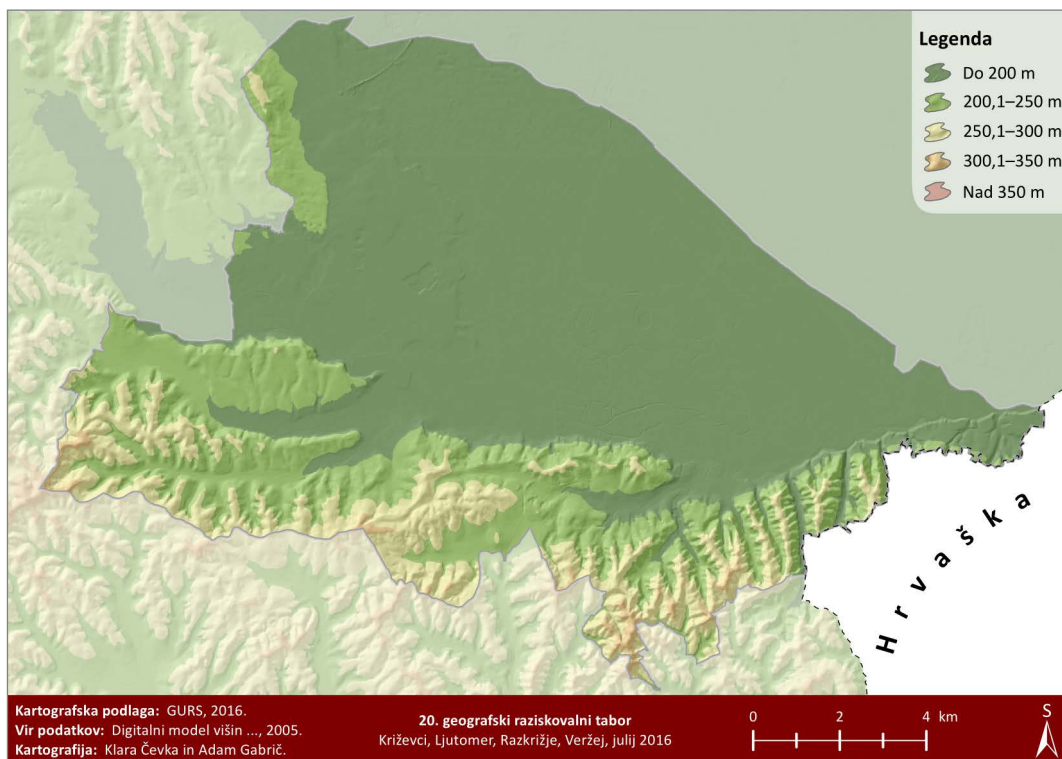 Legenda
Do 200 m
200,1–250 m
250,1–300 m
300,1–350 m
Nad 350 m
Hrvaška
Kartografska podlaga: GURS, 2016.
Vir podatkov: Digitalni model višin ..., 2005.
Kartografija: Klara Čevka in Adam Gabrič.
20. geografski raziskovalni tabor
Križevci, Ljutomer, Razkrižje, Veržej, julij 2016
0 2 4 km
S